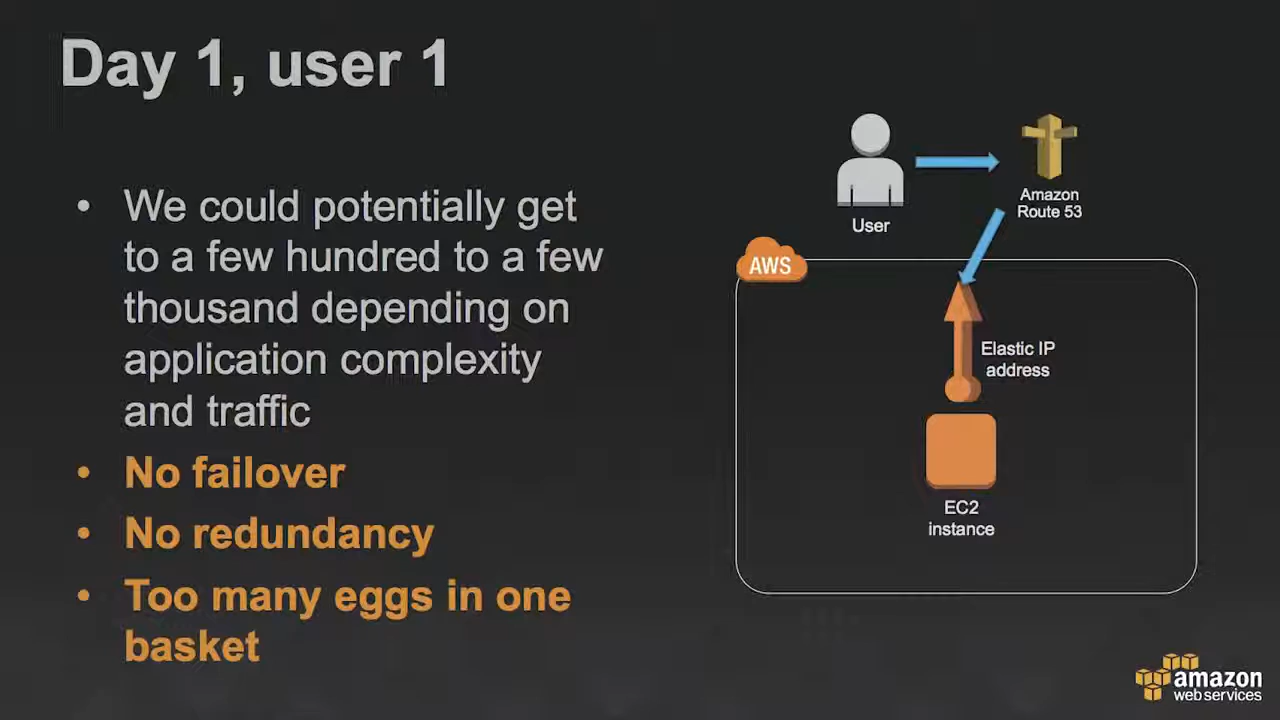 Day 1, user 1
• We could potentially get
to a few hundred to a few
thousand depending on
application complexity
and traffic
• No failover
• No redundancy
• Too many eggs in one
basket
User
Amazon
Route 53
AWS
Elastic IP
address
EC2
instance
amazon
web services